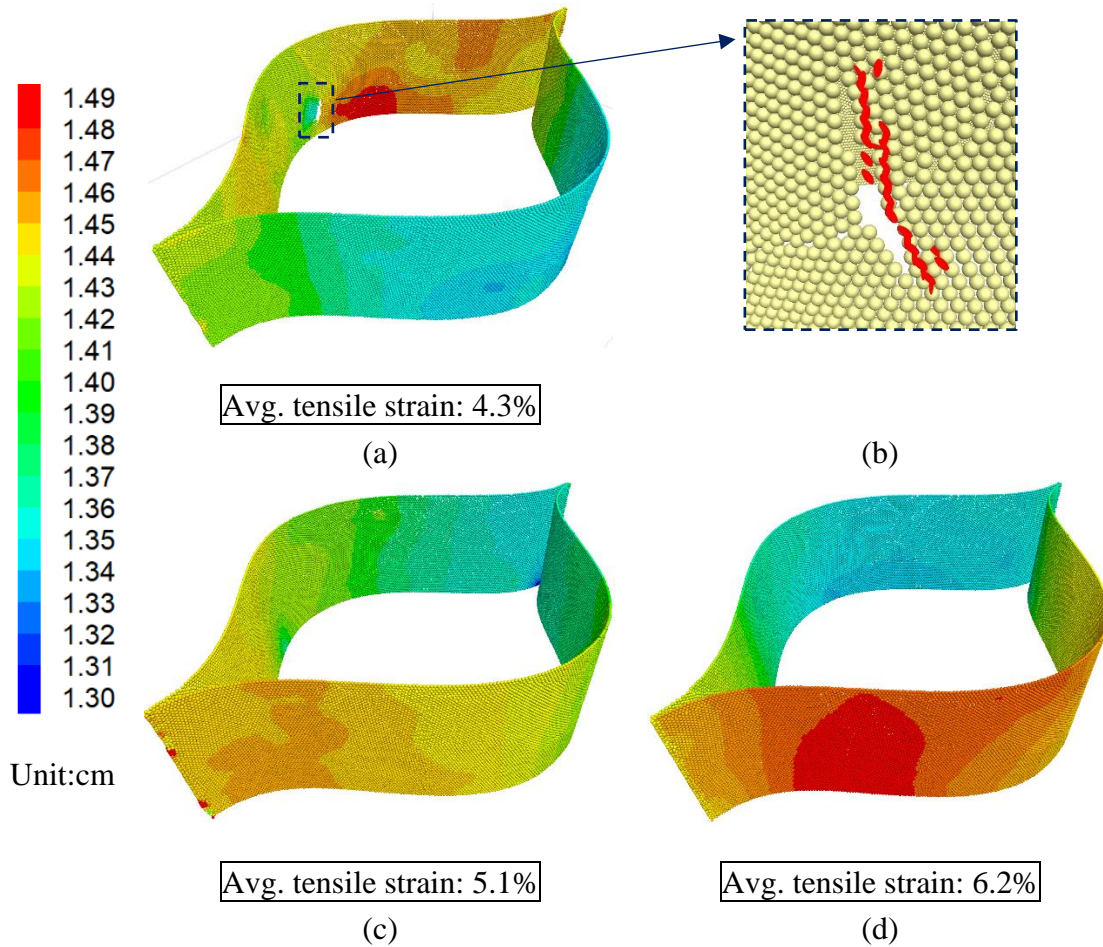 1.49
1.48
1.47
1.46
1.45
1.44
1.43
1.42
1.41
1.40
1.39
1.38
1.37
1.36
1.35
1.34
1.33
1.32
1.31
1.30
Unit:cm
Avg. tensile strain: 4.3%
(a)
(b)
Avg. tensile strain: 5.1%
(c)
Avg. tensile strain: 6.2%
(d)